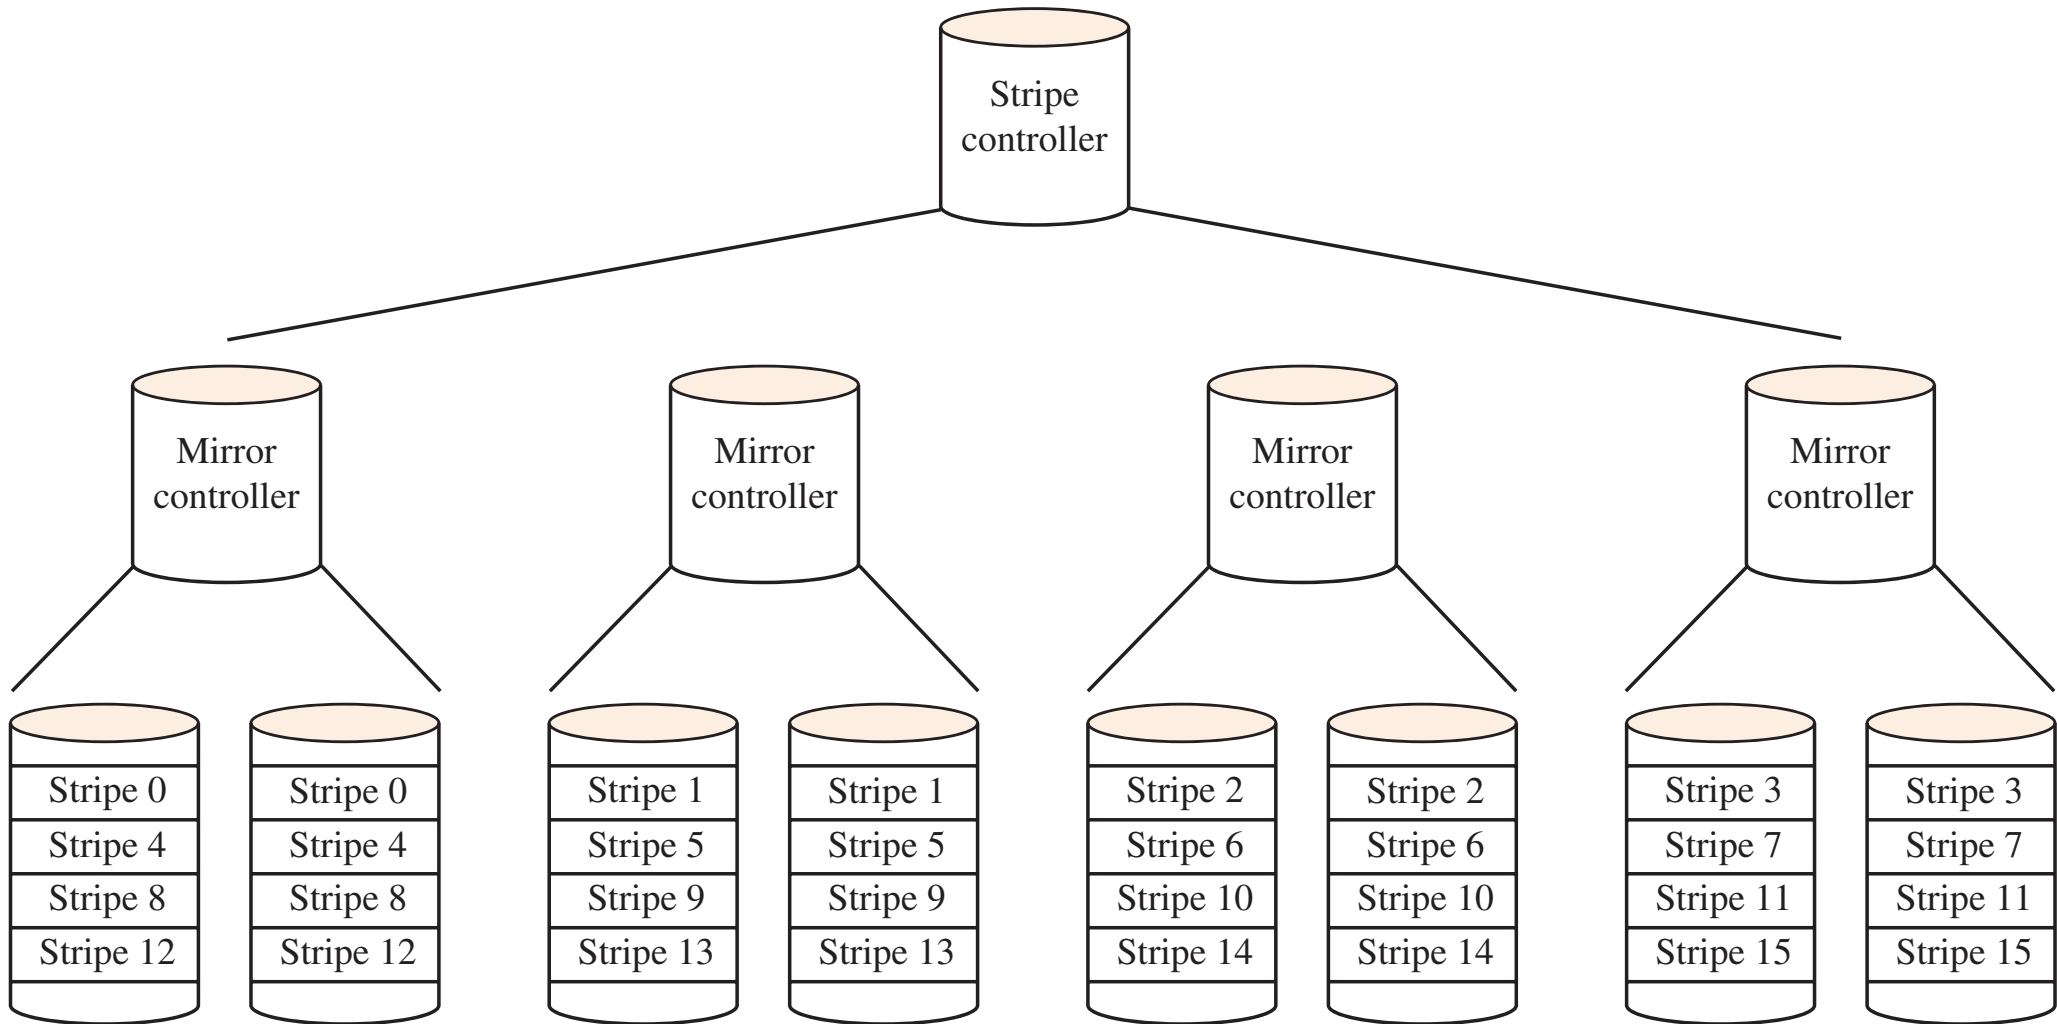 Stripe
controller
Mirror
controller
Mirror
controller
Mirror
controller
Mirror
controller
Stripe 0
Stripe 4
Stripe 8
Stripe 12
Stripe 0
Stripe 4
Stripe 8
Stripe 12
Stripe 1
Stripe 5
Stripe 9
Stripe 13
Stripe 1
Stripe 5
Stripe 9
Stripe 13
Stripe 2
Stripe 6
Stripe 10
Stripe 14
Stripe 2
Stripe 6
Stripe 10
Stripe 14
Stripe 3
Stripe 7
Stripe 11
Stripe 15
Stripe 3
Stripe 7
Stripe 11
Stripe 15